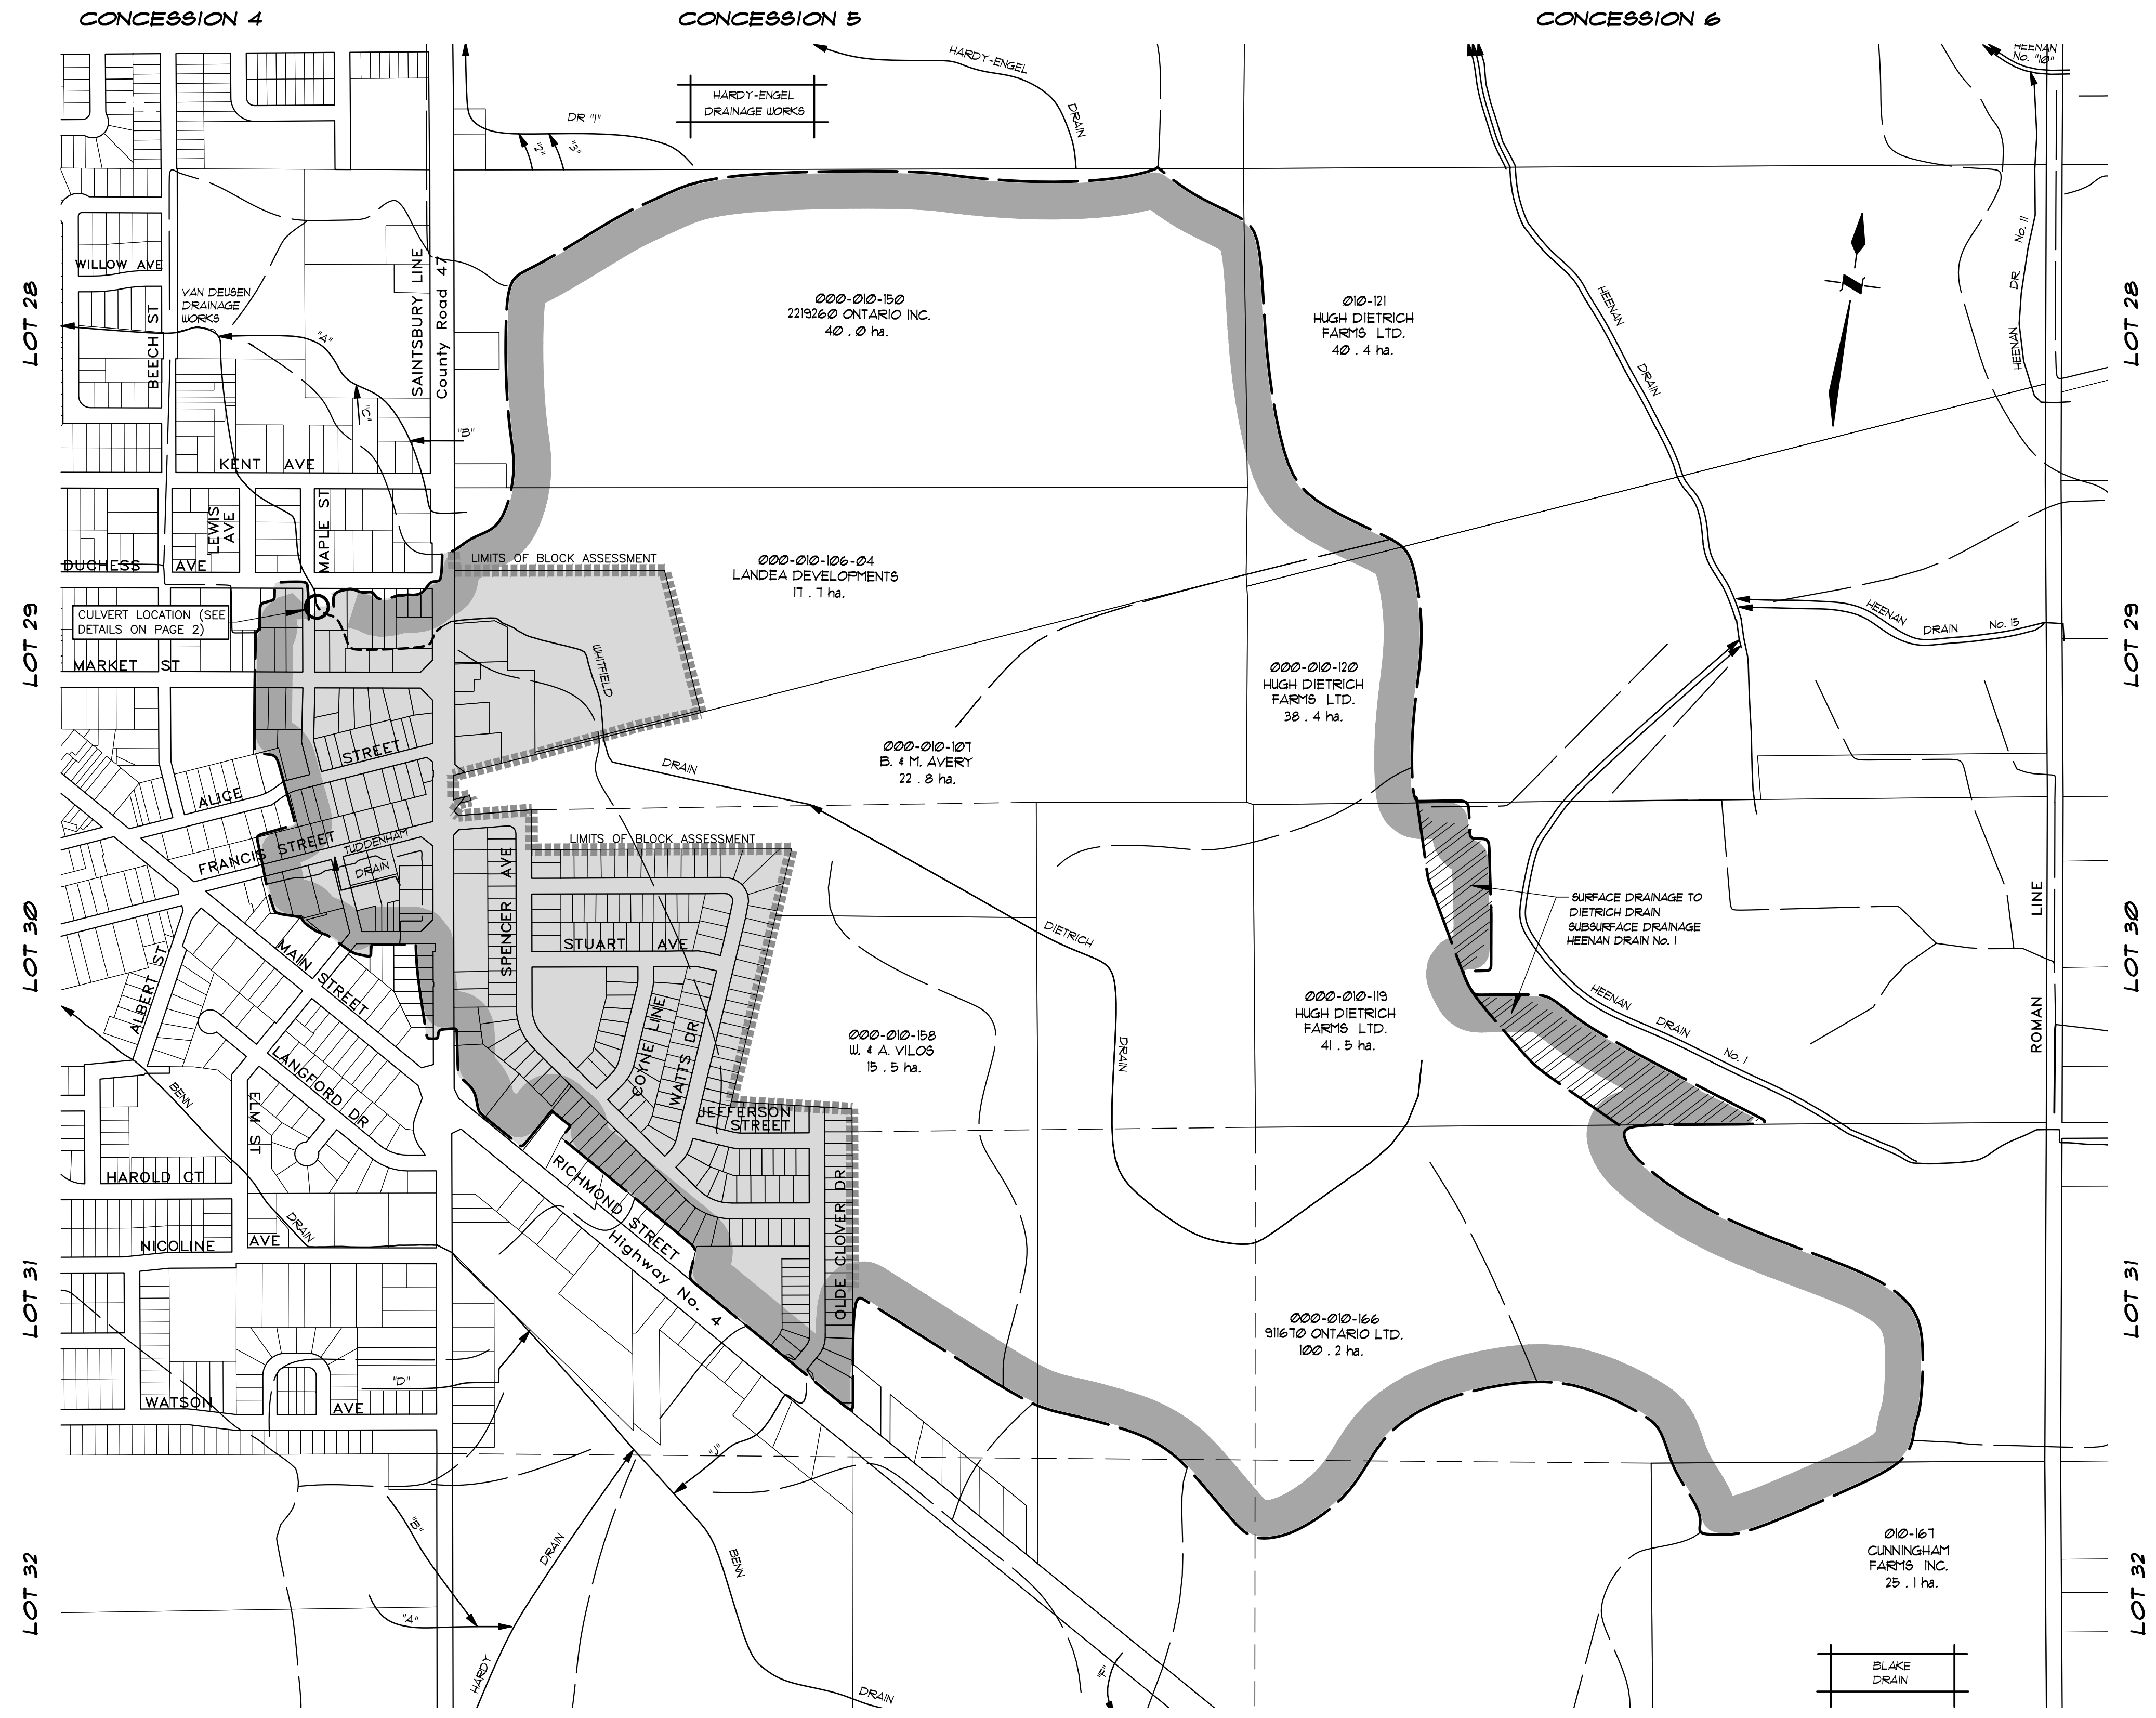 CONCESSION 4
CONCESSION 5
CONCESSION 6
HARDY-ENGEL
DRAINAGE WORKS
HARDY-ENGEL
DRAIN
DR "1"
"2"
"3"
HEENAN
No. "10"
HEENAN DR No. 11
LOT 28
LOT 28
WILLOW AVE
VAN DEUSEN
DRAINAGE
WORKS
BEECH ST
"A"
"C"
"B"
SAINTSBURY LINE
County Road 47
000-010-150
2219260 ONTARIO INC.
40 . 0 ha.
010-121
HUGH DIETRICH
FARMS LTD.
40 . 4 ha.
HEENAN
DRAIN
N
KENT AVE
LEWIS
AVE
MAPLE ST
DUCHESS AVE
LIMITS OF BLOCK ASSESSMENT
000-010-106-04
LANDEA DEVELOPMENTS
17 . 7 ha.
LOT 29
LOT 29
CULVERT LOCATION (SEE
DETAILS ON PAGE 2)
MARKET ST
WHITFIELD
DRAIN
HEENAN
DRAIN No. 15
000-010-120
HUGH DIETRICH
FARMS LTD.
38 . 4 ha.
000-010-107
B. & M. AVERY
22 . 8 ha.
ALICE STREET
FRANCIS STREET
TUDDENHAM
DRAIN
LIMITS OF BLOCK ASSESSMENT
SPENCER AVE
STUART AVE
MAIN STREET
ALBERT ST
LOT 30
LOT 30
SURFACE DRAINAGE TO
DIETRICH DRAIN
SUBSURFACE DRAINAGE
HEENAN DRAIN No. 1
ROMAN LINE
DIETRICH
DRAIN
000-010-119
HUGH DIETRICH
FARMS LTD.
41 . 5 ha.
HEENAN
DRAIN
No. 1
000-010-158
W. & A. VILOS
15 . 5 ha.
COYNE LINE
WATTS DR
JEFFERSON
STREET
LANGFORD DR
ELM ST
BENN
DRAIN
HAROLD CT
RICHMOND STREET
Highway No. 4
OLDE CLOVER DR
NICOLINE AVE
LOT 31
LOT 31
000-010-166
911670 ONTARIO LTD.
100 . 2 ha.
WATSON AVE
"D"
"J"
"B"
"A"
HARDY
DRAIN
BENN
DRAIN
"F"
LOT 32
LOT 32
010-167
CUNNINGHAM
FARMS INC.
25 . 1 ha.
BLAKE
DRAIN